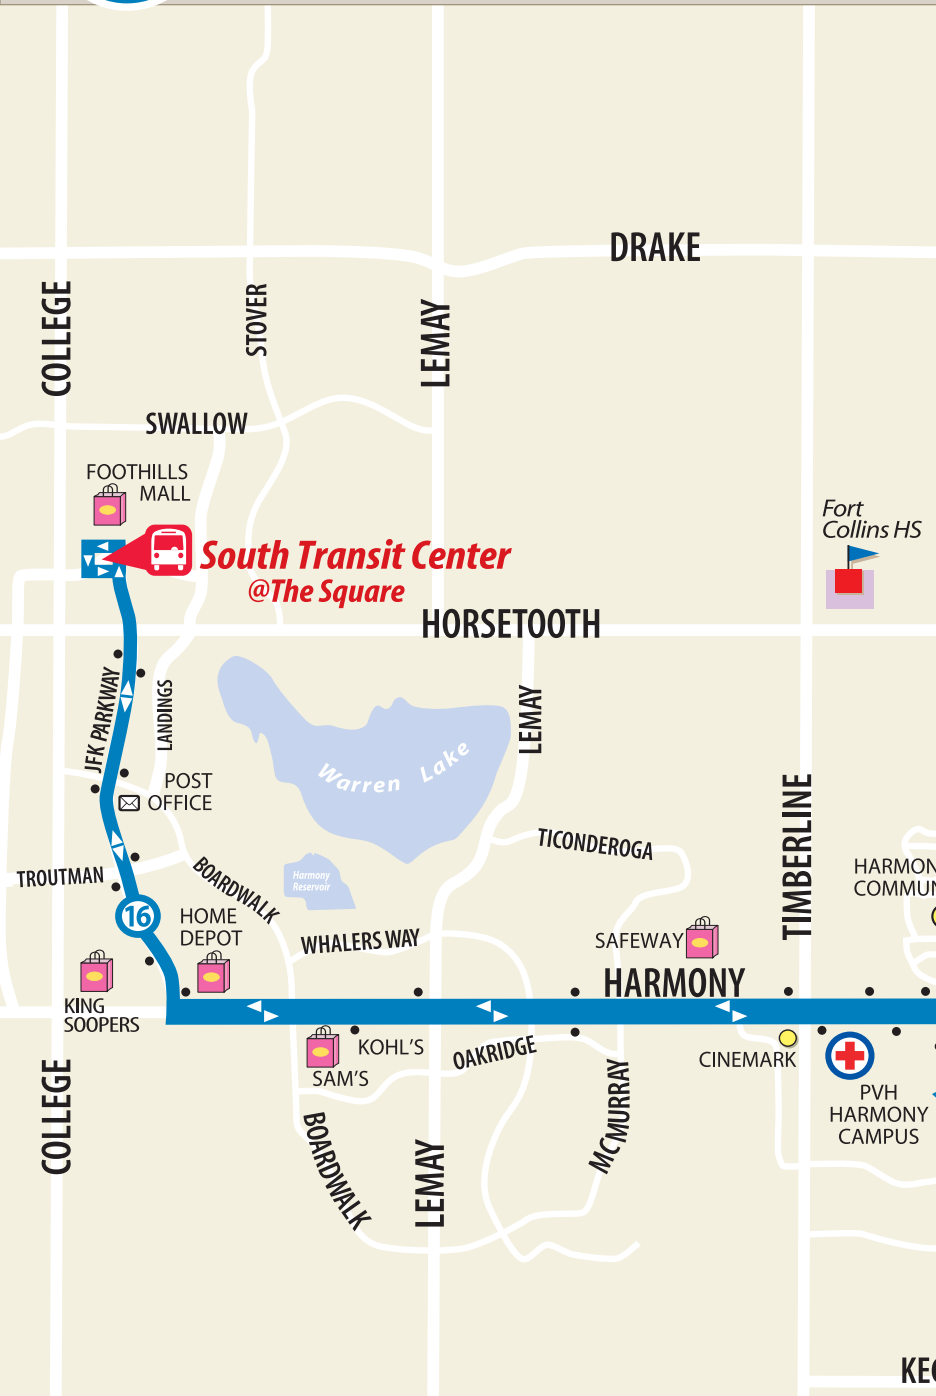 DRAKE
COLLEGE
STOVER
LEMAY
SWALLOW
FOOTHILLS
MALL
Fort
Collins HS
South Transit Center
@The Square
HORSETOOTH
JFK PARKWAY
LANDINGS
LEMAY
Warren Lake
POST
OFFICE
TIMBERLINE
TICONDEROGA
TROUTMAN
BOARDWALK
Harmony
Reservoir
HARMON
COMMUN
16
HOME
DEPOT
WHALERS WAY
SAFEWAY
HARMONY
KING
SOOPERS
KOHL'S
SAM'S
OAKRIDGE
CINEMARK
COLLEGE
BOARDWALK
LEMAY
MCMURRAY
PVH
HARMONY
CAMPUS
KE